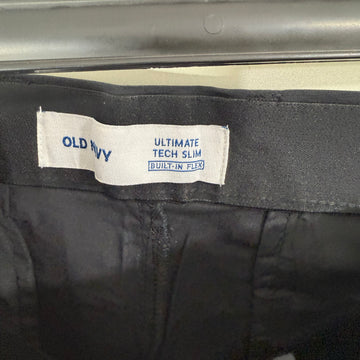 OLD NAVY
ULTIMATE
TECH SLIM
BUILT-IN FLEX